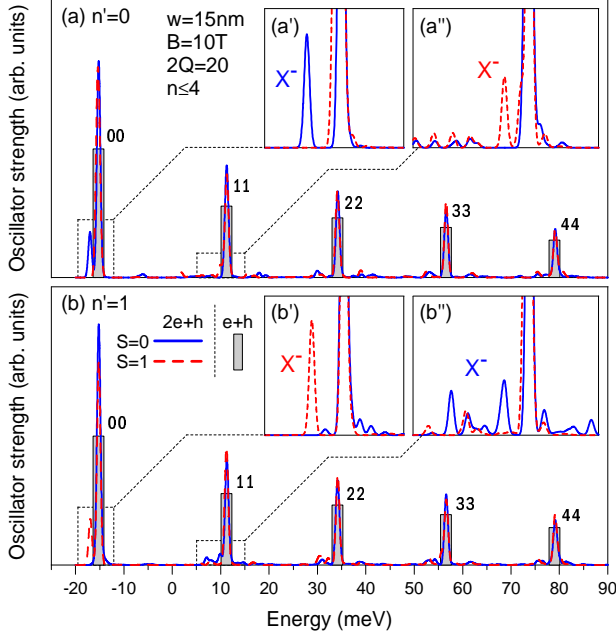 (a) n'=0
w=15nm
B=10T
2Q=20
n≤4
(a')
X⁻
(a'')
X⁻
00
11
22
33
44
Oscillator strength (arb. units)
(b) n'=1
2e+h
e+h
S=0
S=1
(b')
X⁻
(b'')
X⁻
00
11
22
33
44
Oscillator strength (arb. units)
-20 -10 0 10 20 30 40 50 60 70 80 90
Energy (meV)